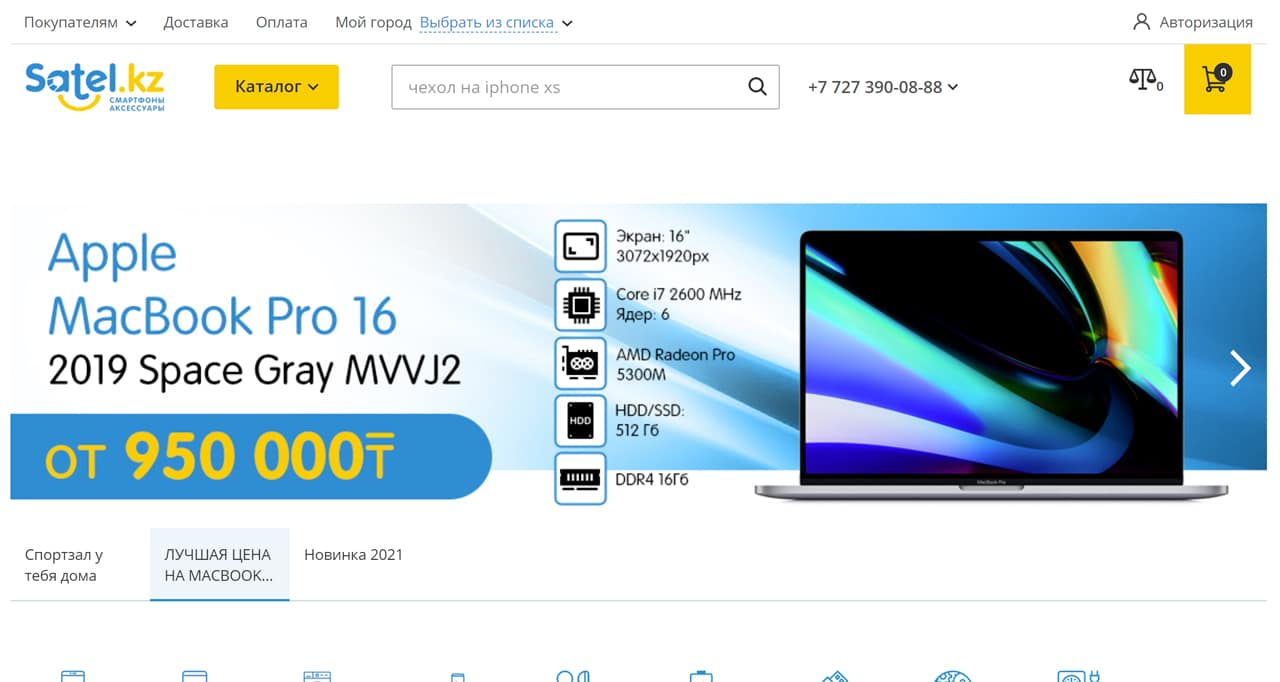 Покупателям Доставка Оплата Мой город Выбрать из списка Авторизация
Satel.kz
СМАРТФОНЫ
АКСЕССУАРЫ
Каталог
чехол на iphone xs
+7 727 390-08-88
0
0
Apple
MacBook Pro 16
2019 Space Gray MVVJ2
от 950 000₸
Экран: 16"
3072x1920px
Core i7 2600 MHz
Ядер: 6
AMD Radeon Pro
5300M
HDD
HDD/SSD:
512 Гб
DDR4 16Гб
MacBook Pro
Спортзал у
тебя дома
ЛУЧШАЯ ЦЕНА
НА MACBOOK...
Новинка 2021